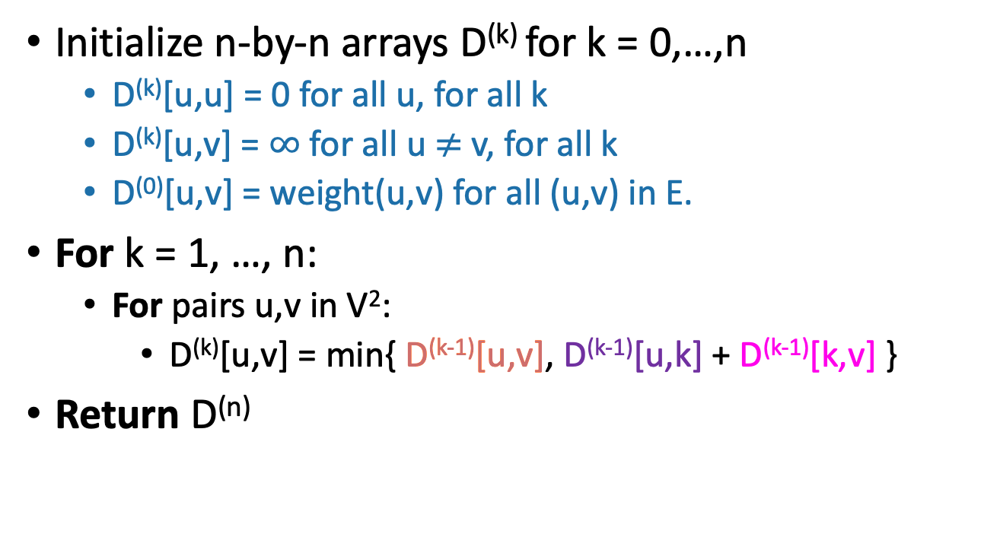 • Initialize n-by-n arrays D⁽ᵏ⁾ for k = 0,…,n
• D⁽ᵏ⁾[u,u] = 0 for all u, for all k
• D⁽ᵏ⁾[u,v] = ∞ for all u ≠ v, for all k
• D⁽⁰⁾[u,v] = weight(u,v) for all (u,v) in E.
• For k = 1, …, n:
• For pairs u,v in V²:
• D⁽ᵏ⁾[u,v] = min{ D⁽ᵏ⁻¹⁾[u,v], D⁽ᵏ⁻¹⁾[u,k] + D⁽ᵏ⁻¹⁾[k,v] }
• Return D⁽ⁿ⁾